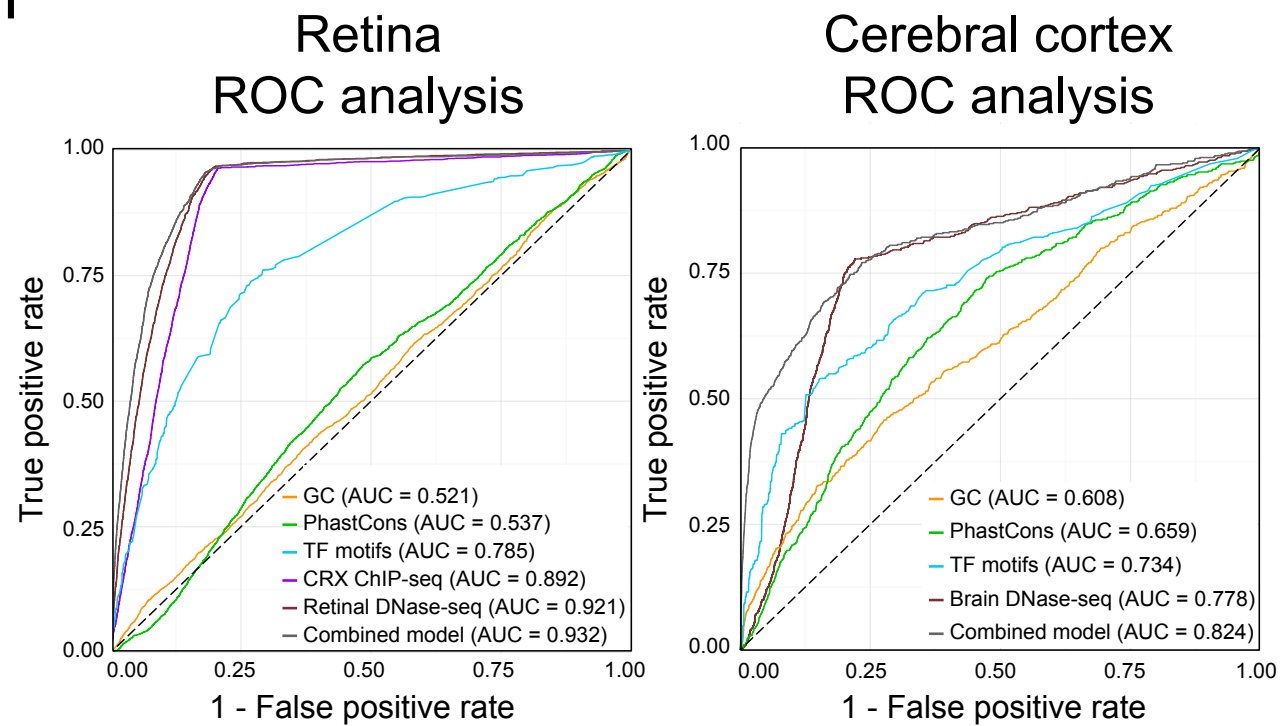 Retina
ROC analysis
1.00
0.75
0.50
0.25
0.00
True positive rate
GC (AUC = 0.521)
PhastCons (AUC = 0.537)
TF motifs (AUC = 0.785)
CRX ChIP-seq (AUC = 0.892)
Retinal DNase-seq (AUC = 0.921)
Combined model (AUC = 0.932)
0.00 0.25 0.50 0.75 1.00
1 - False positive rate
Cerebral cortex
ROC analysis
1.00
0.75
0.50
0.25
0.00
True positive rate
GC (AUC = 0.608)
PhastCons (AUC = 0.659)
TF motifs (AUC = 0.734)
Brain DNase-seq (AUC = 0.778)
Combined model (AUC = 0.824)
0.00 0.25 0.50 0.75 1.00
1 - False positive rate